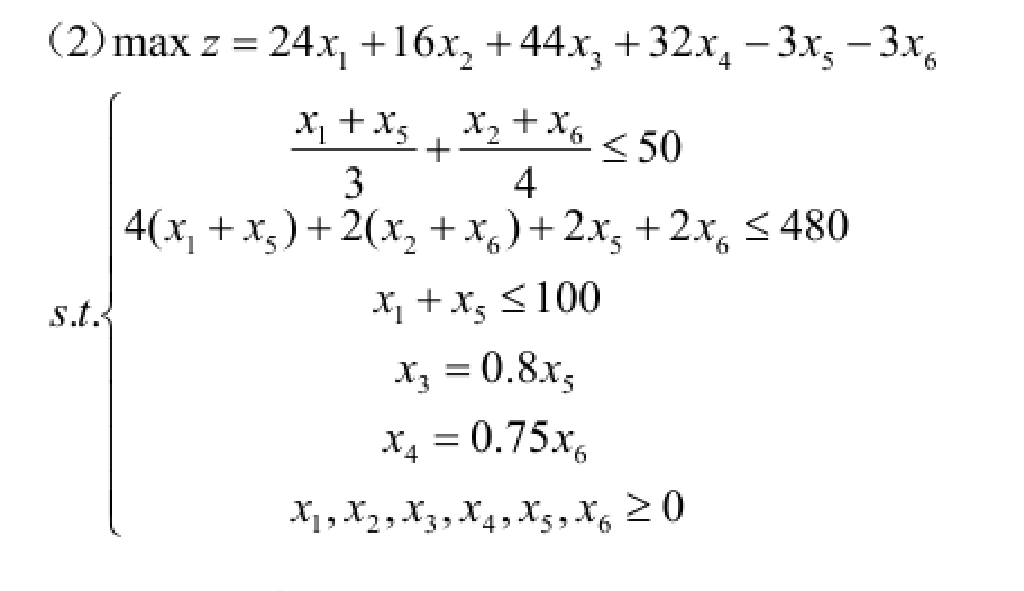 (2) max z = 24x₁ + 16x₂ + 44x₃ + 32x₄ − 3x₅ − 3x₆
(x₁ + x₅)/3 + (x₂ + x₆)/4 ≤ 50
4(x₁ + x₅) + 2(x₂ + x₆) + 2x₅ + 2x₆ ≤ 480
x₁ + x₅ ≤ 100
s.t.
x₃ = 0.8x₅
x₄ = 0.75x₆
x₁, x₂, x₃, x₄, x₅, x₆ ≥ 0